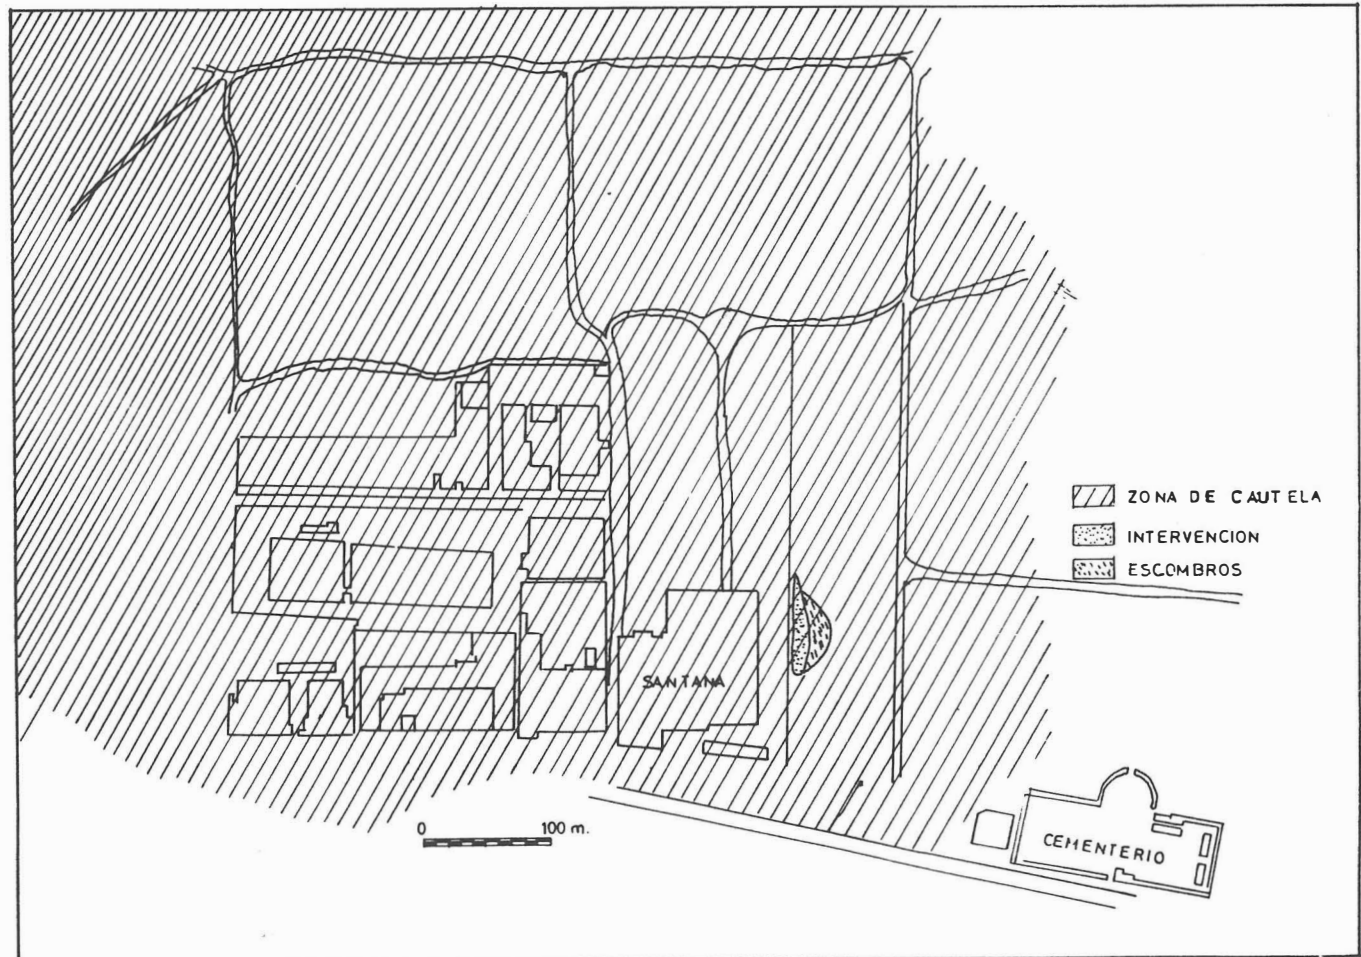 ZONA DE CAUTELA
INTERVENCION
ESCOMBROS
SANTANA
0 100 m.
CEMENTERIO